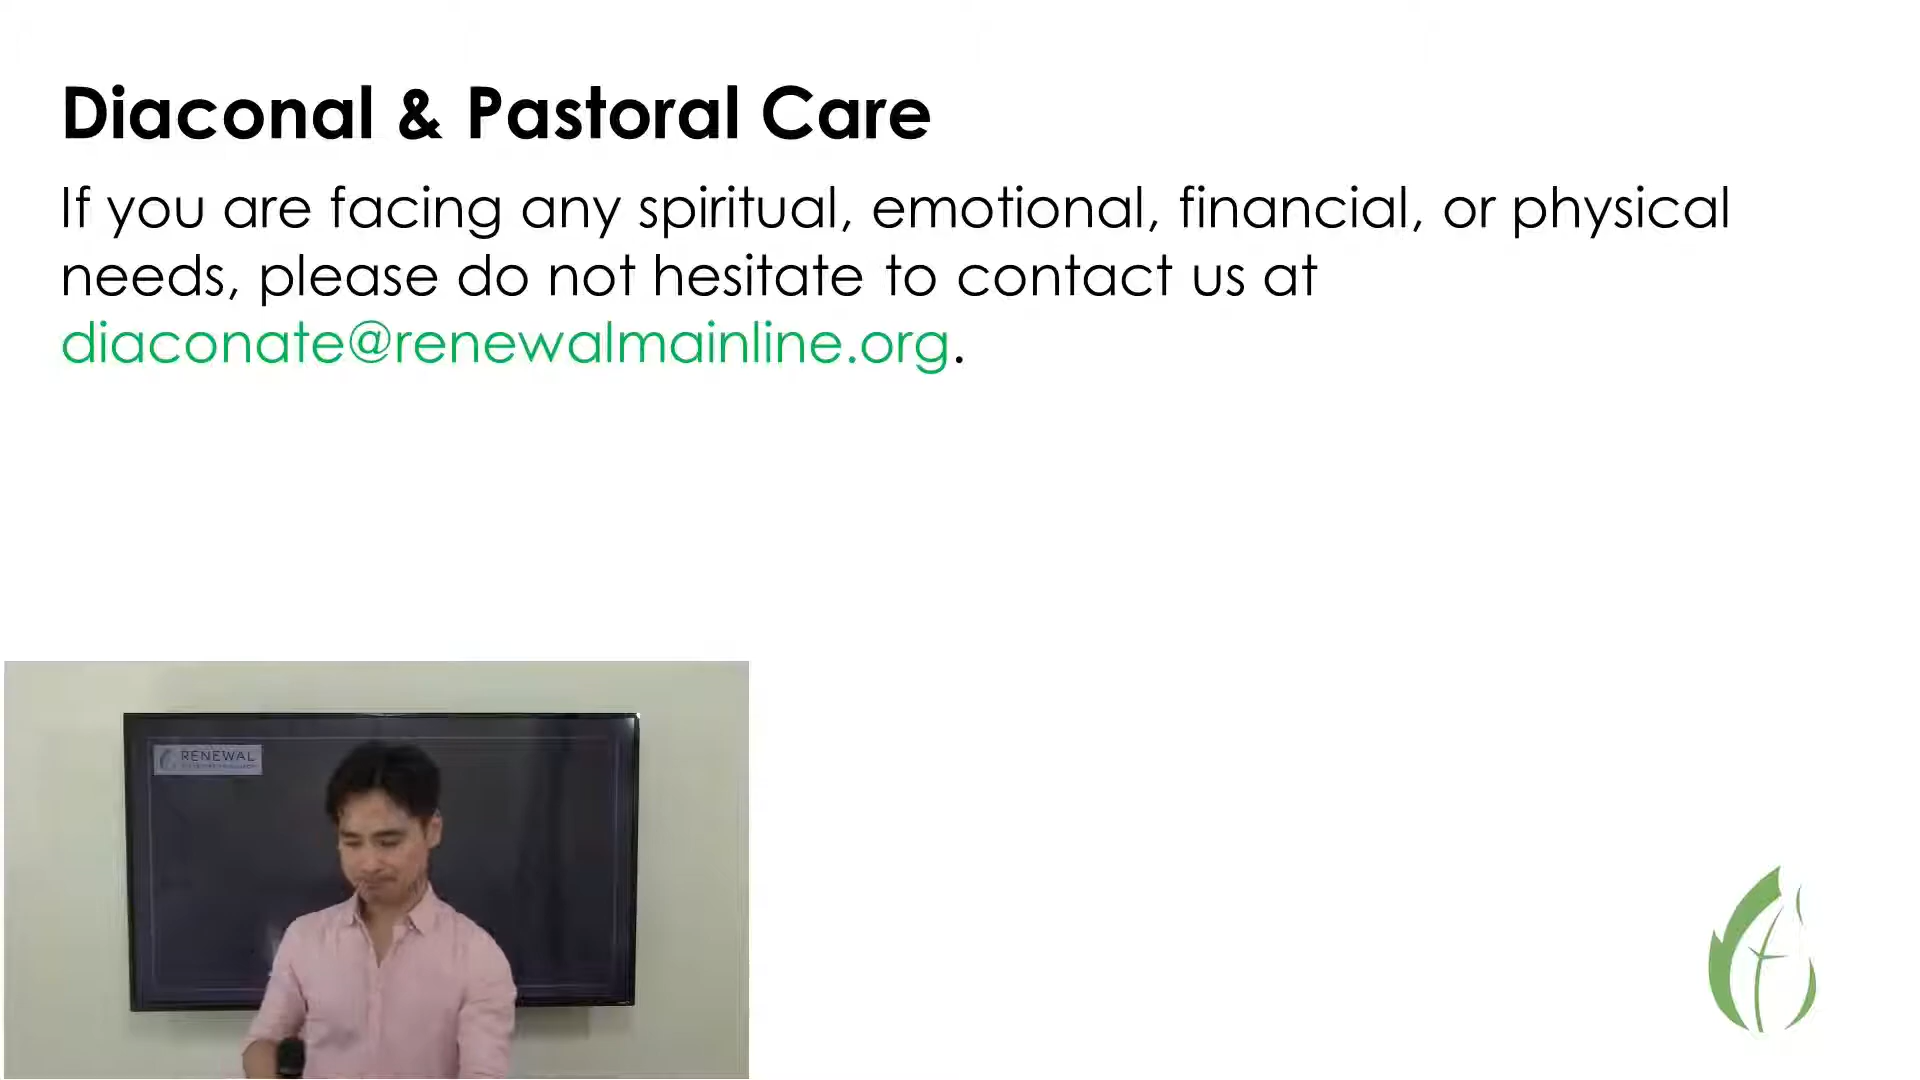 Diaconal & Pastoral Care
If you are facing any spiritual, emotional, financial, or physical
needs, please do not hesitate to contact us at
diaconate@renewalmainline.org.
RENEWAL